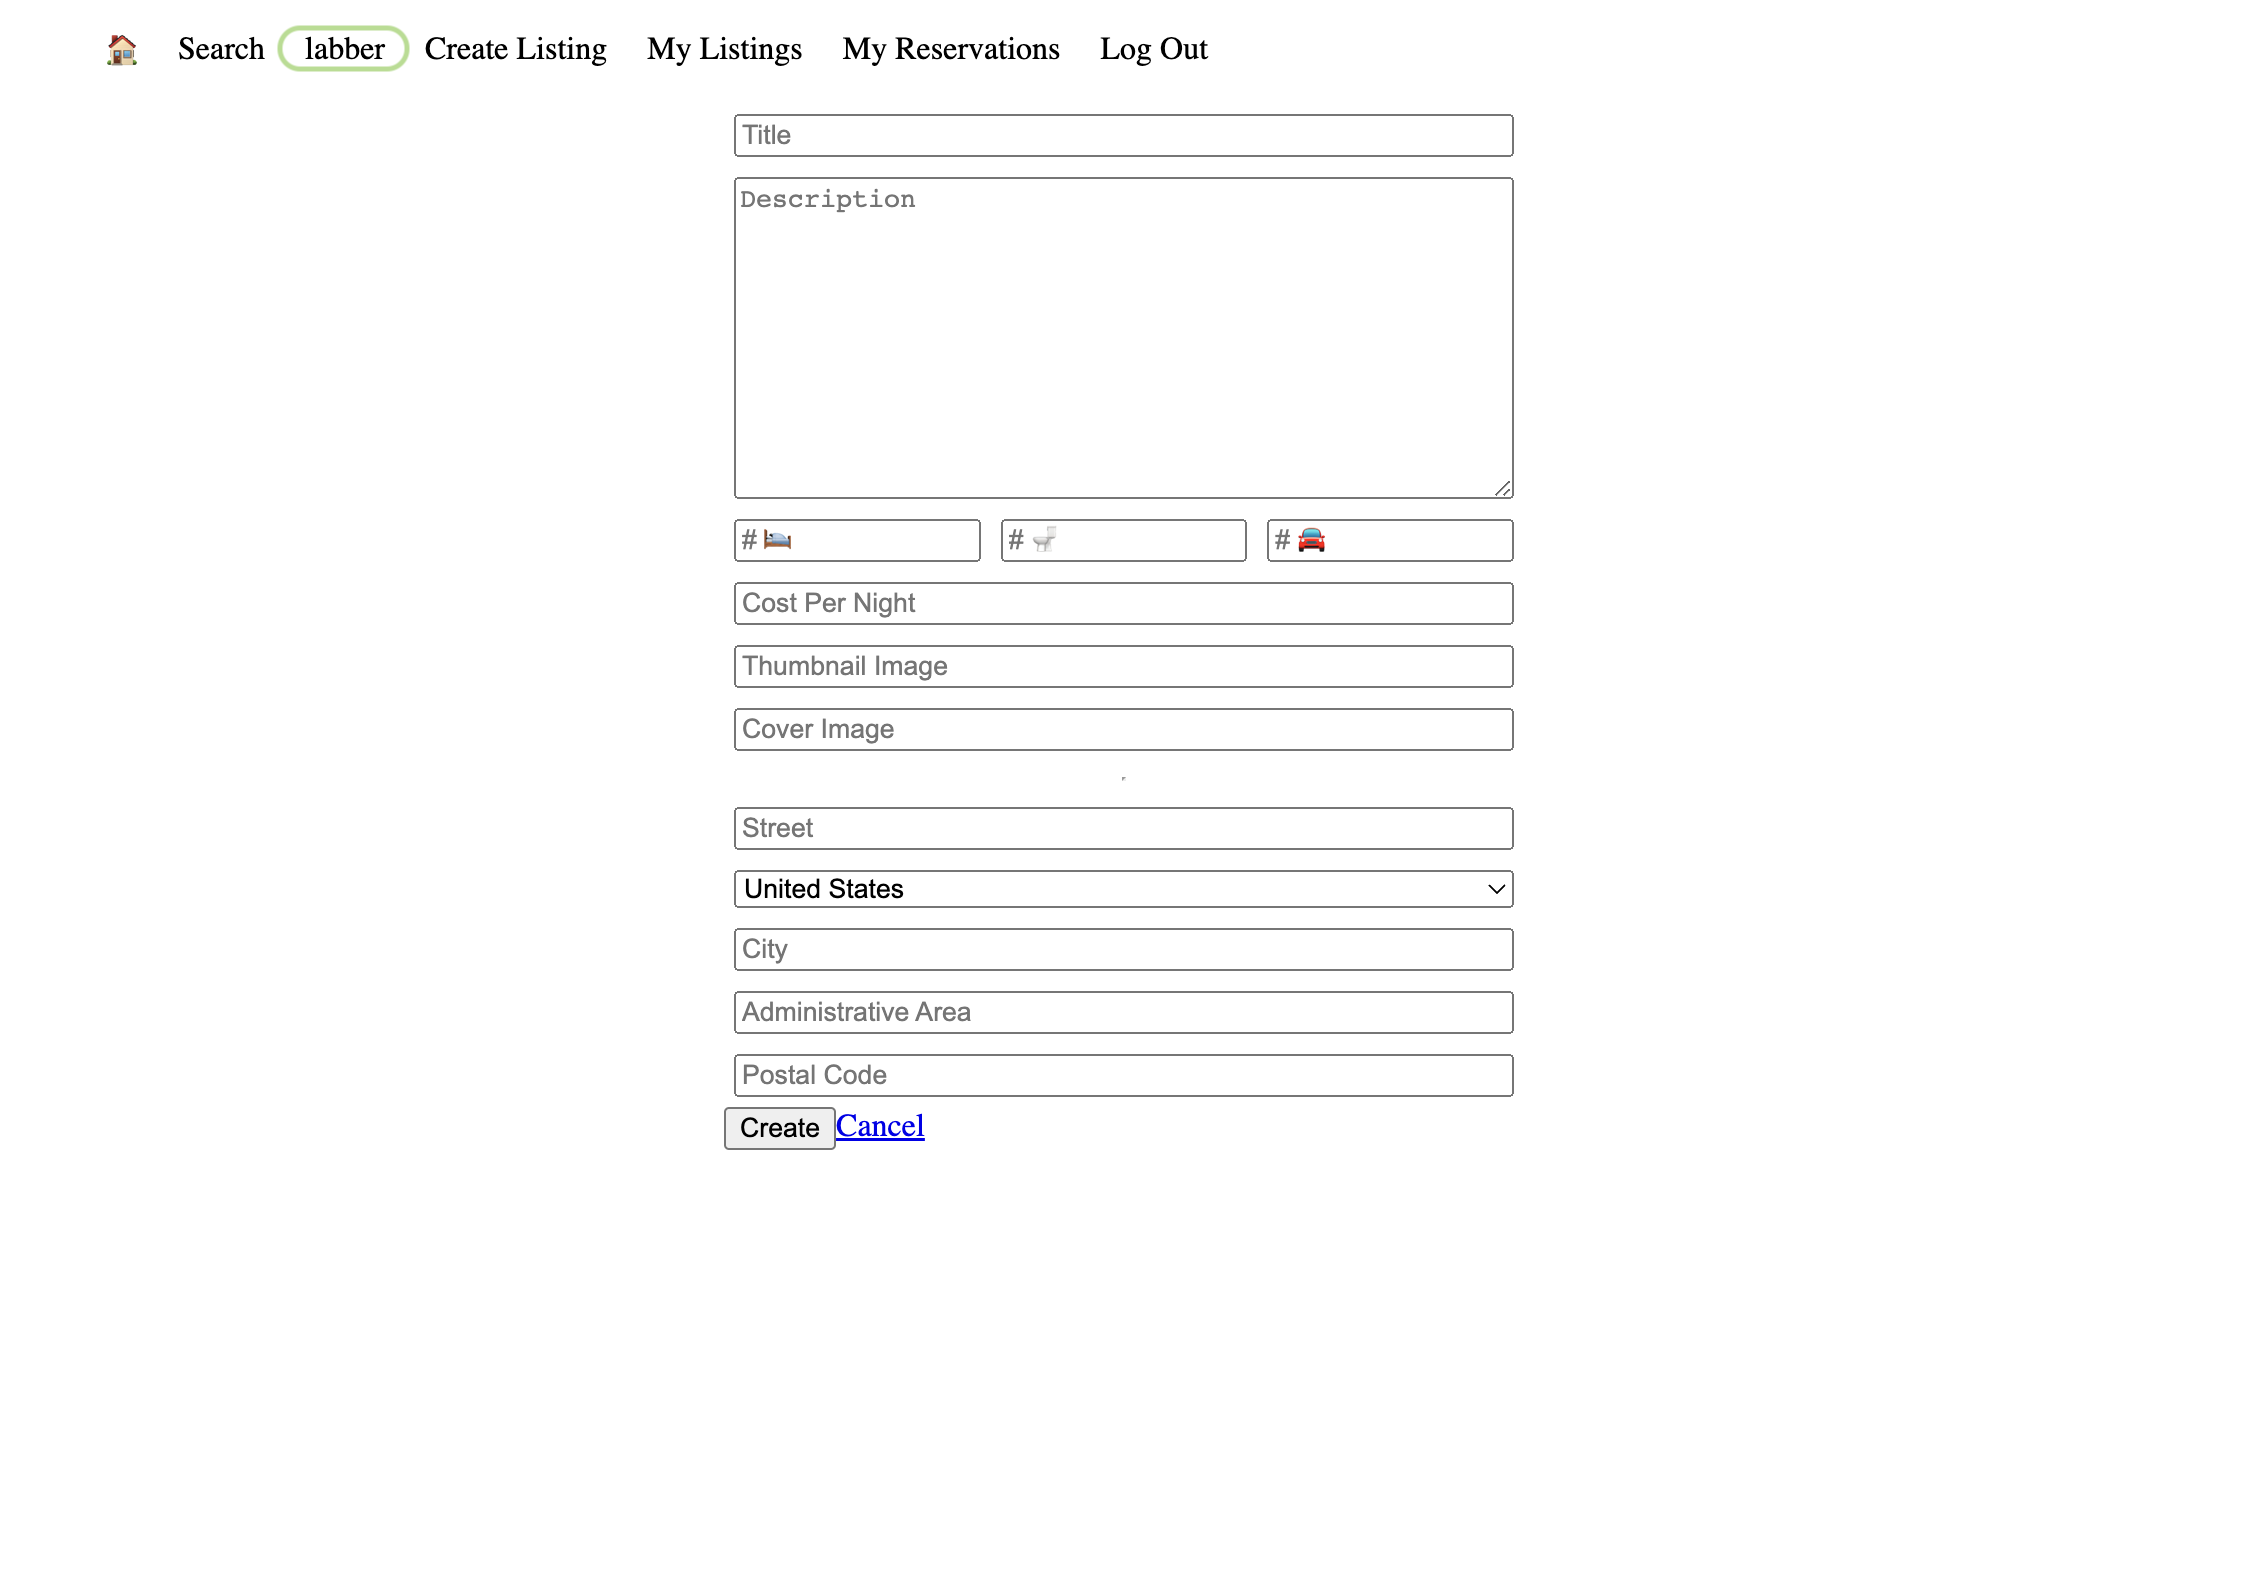 🏠 Search labber Create Listing My Listings My Reservations Log Out
Title
Description
# 🛌 # 🚽 # 🚘
Cost Per Night
Thumbnail Image
Cover Image
Street
United States
City
Administrative Area
Postal Code
Create Cancel